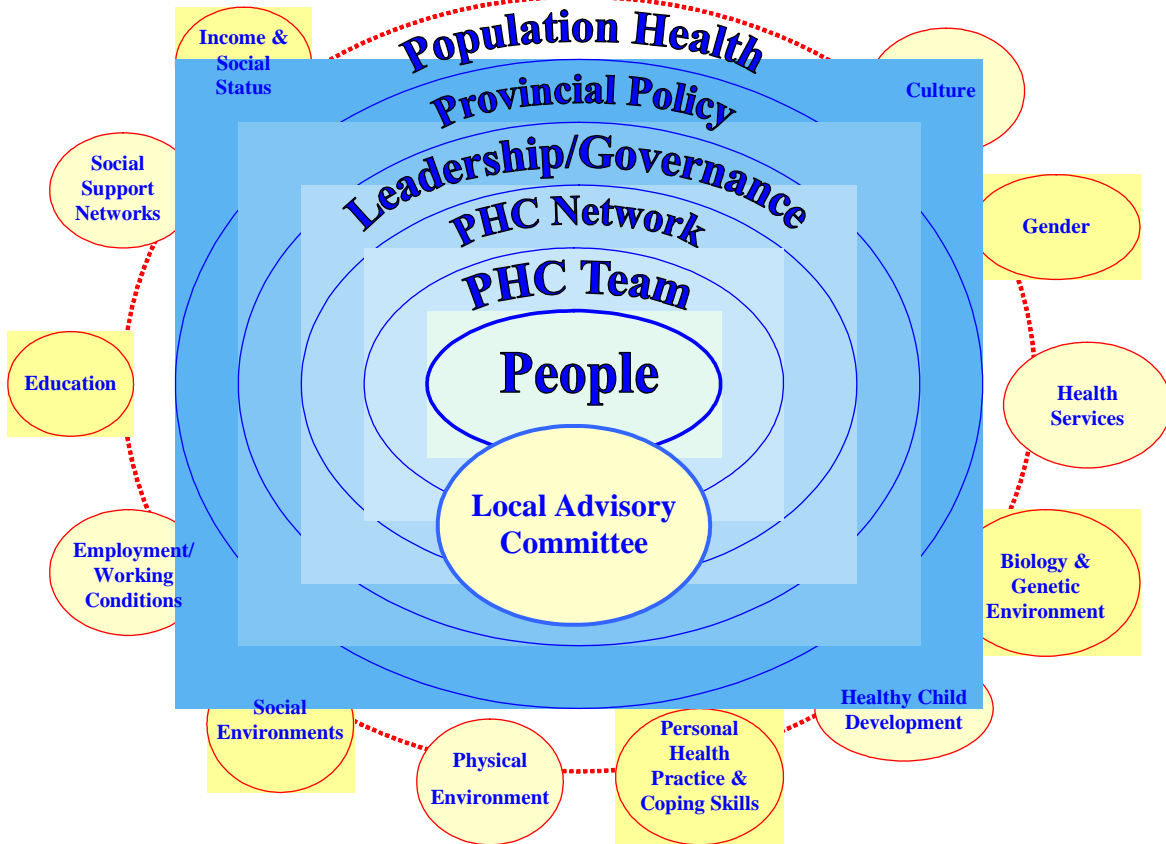 Population Health
Provincial Policy
Leadership/Governance
PHC Network
PHC Team
People
Local Advisory
Committee
Income &
Social
Status
Culture
Social
Support
Networks
Gender
Education
Health
Services
Employment/
Working
Conditions
Biology &
Genetic
Environment
Social
Environments
Healthy Child
Development
Physical
Environment
Personal
Health
Practice &
Coping Skills